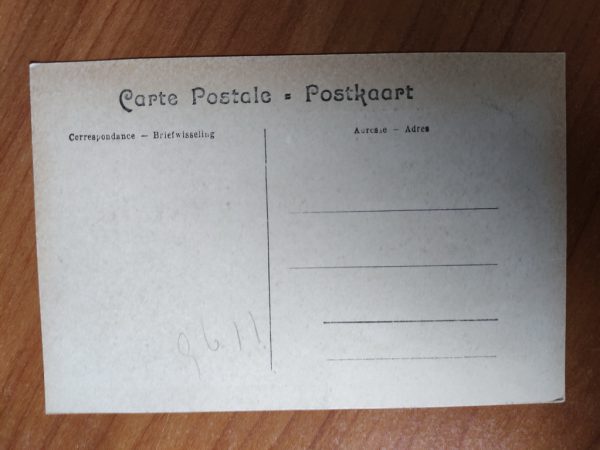 Carte Postale = Postkaart
Correspondance — Briefwisseling
Adresse — Adres